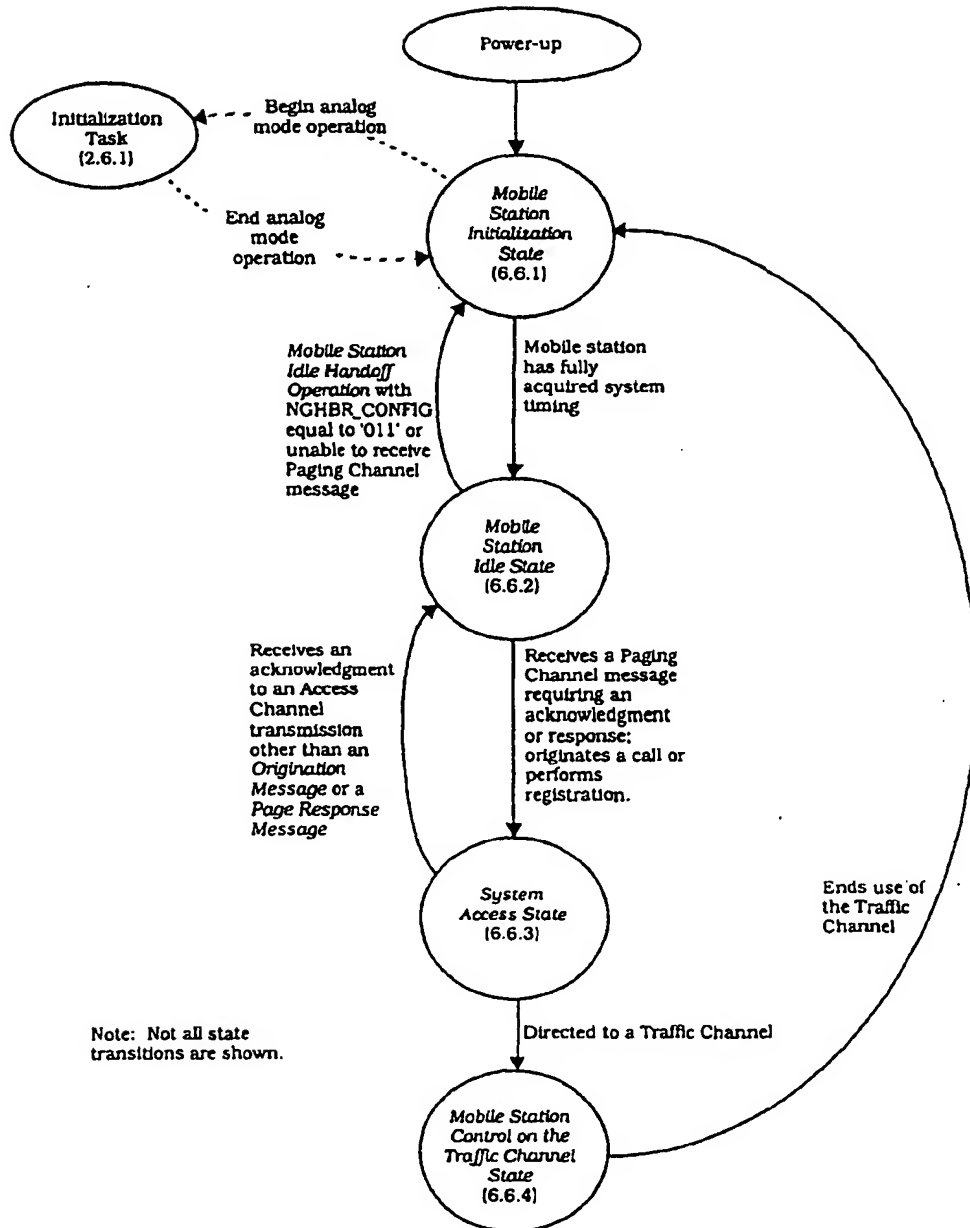 Power-up
Initialization
Task
(2.6.1)
Begin analog
mode operation
End analog
mode
operation
Mobile
Station
Initialization
State
(6.6.1)
Mobile Station
Idle Handoff
Operation with
NGHBR_CONFIG
equal to '011' or
unable to receive
Paging Channel
message
Mobile station
has fully
acquired system
timing
Mobile
Station
Idle State
(6.6.2)
Receives an
acknowledgment
to an Access
Channel
transmission
other than an
Origination
Message or a
Page Response
Message
Receives a Paging
Channel message
requiring an
acknowledgment
or response;
originates a call or
performs
registration.
System
Access State
(6.6.3)
Ends use of
the Traffic
Channel
Directed to a Traffic Channel
Note: Not all state
transitions are shown.
Mobile Station
Control on the
Traffic Channel
State
(6.6.4)